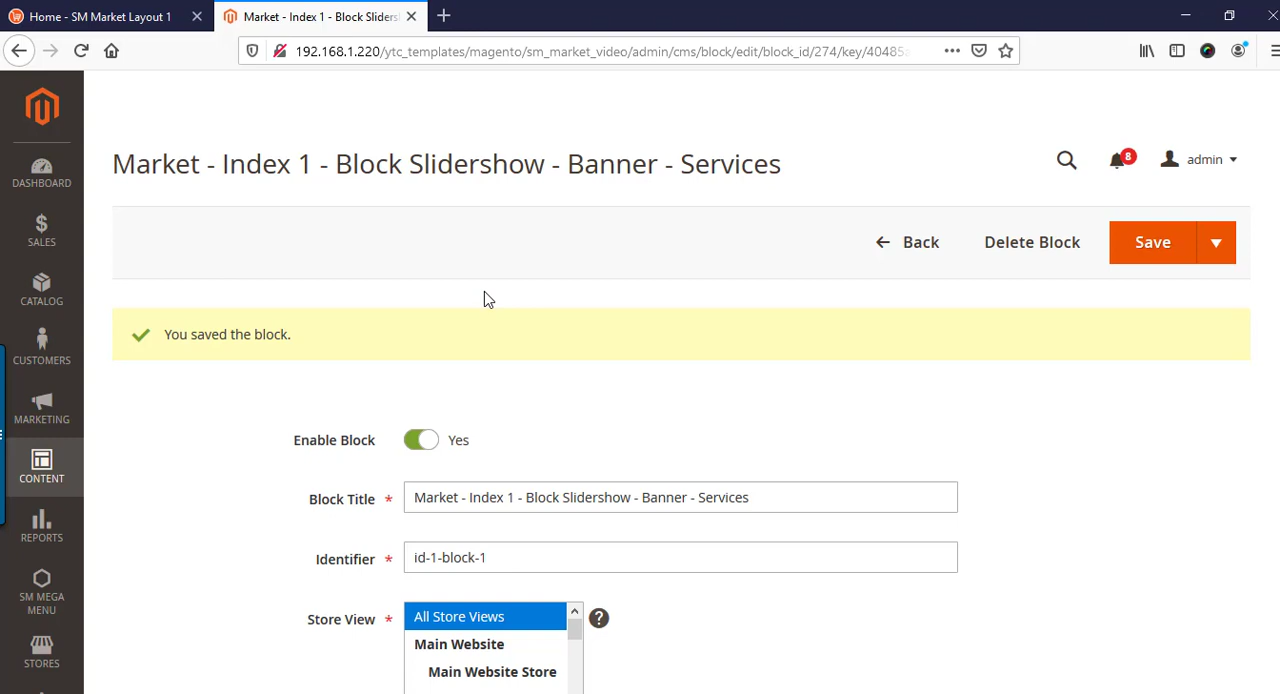 Home - SM Market Layout 1
Market - Index 1 - Block Sliders
192.168.1.220/ytc_templates/magento/sm_market_video/admin/cms/block/edit/block_id/274/key/40485
Market - Index 1 - Block Slidershow - Banner - Services
8
admin
DASHBOARD
SALES
CATALOG
CUSTOMERS
MARKETING
CONTENT
REPORTS
SM MEGA
MENU
STORES
Back
Delete Block
Save
You saved the block.
Enable Block
Yes
Block Title *
Market - Index 1 - Block Slidershow - Banner - Services
Identifier *
id-1-block-1
Store View *
All Store Views
?
Main Website
Main Website Store